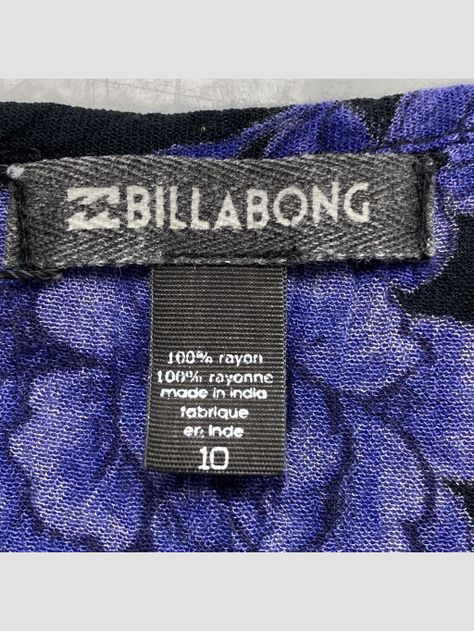 BILLABONG
100% rayon
100% rayonne
made in india
fabrique
en Inde
10